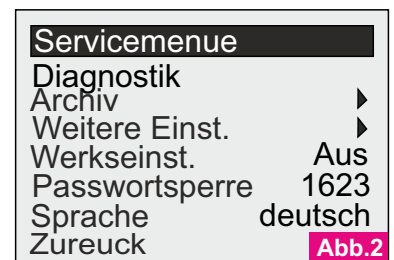 Servicemenue
Diagnostik
Archiv
Weitere Einst.
Werkseinst. Aus
Passwortsperre 1623
Sprache deutsch
Zureuck
Abb.2